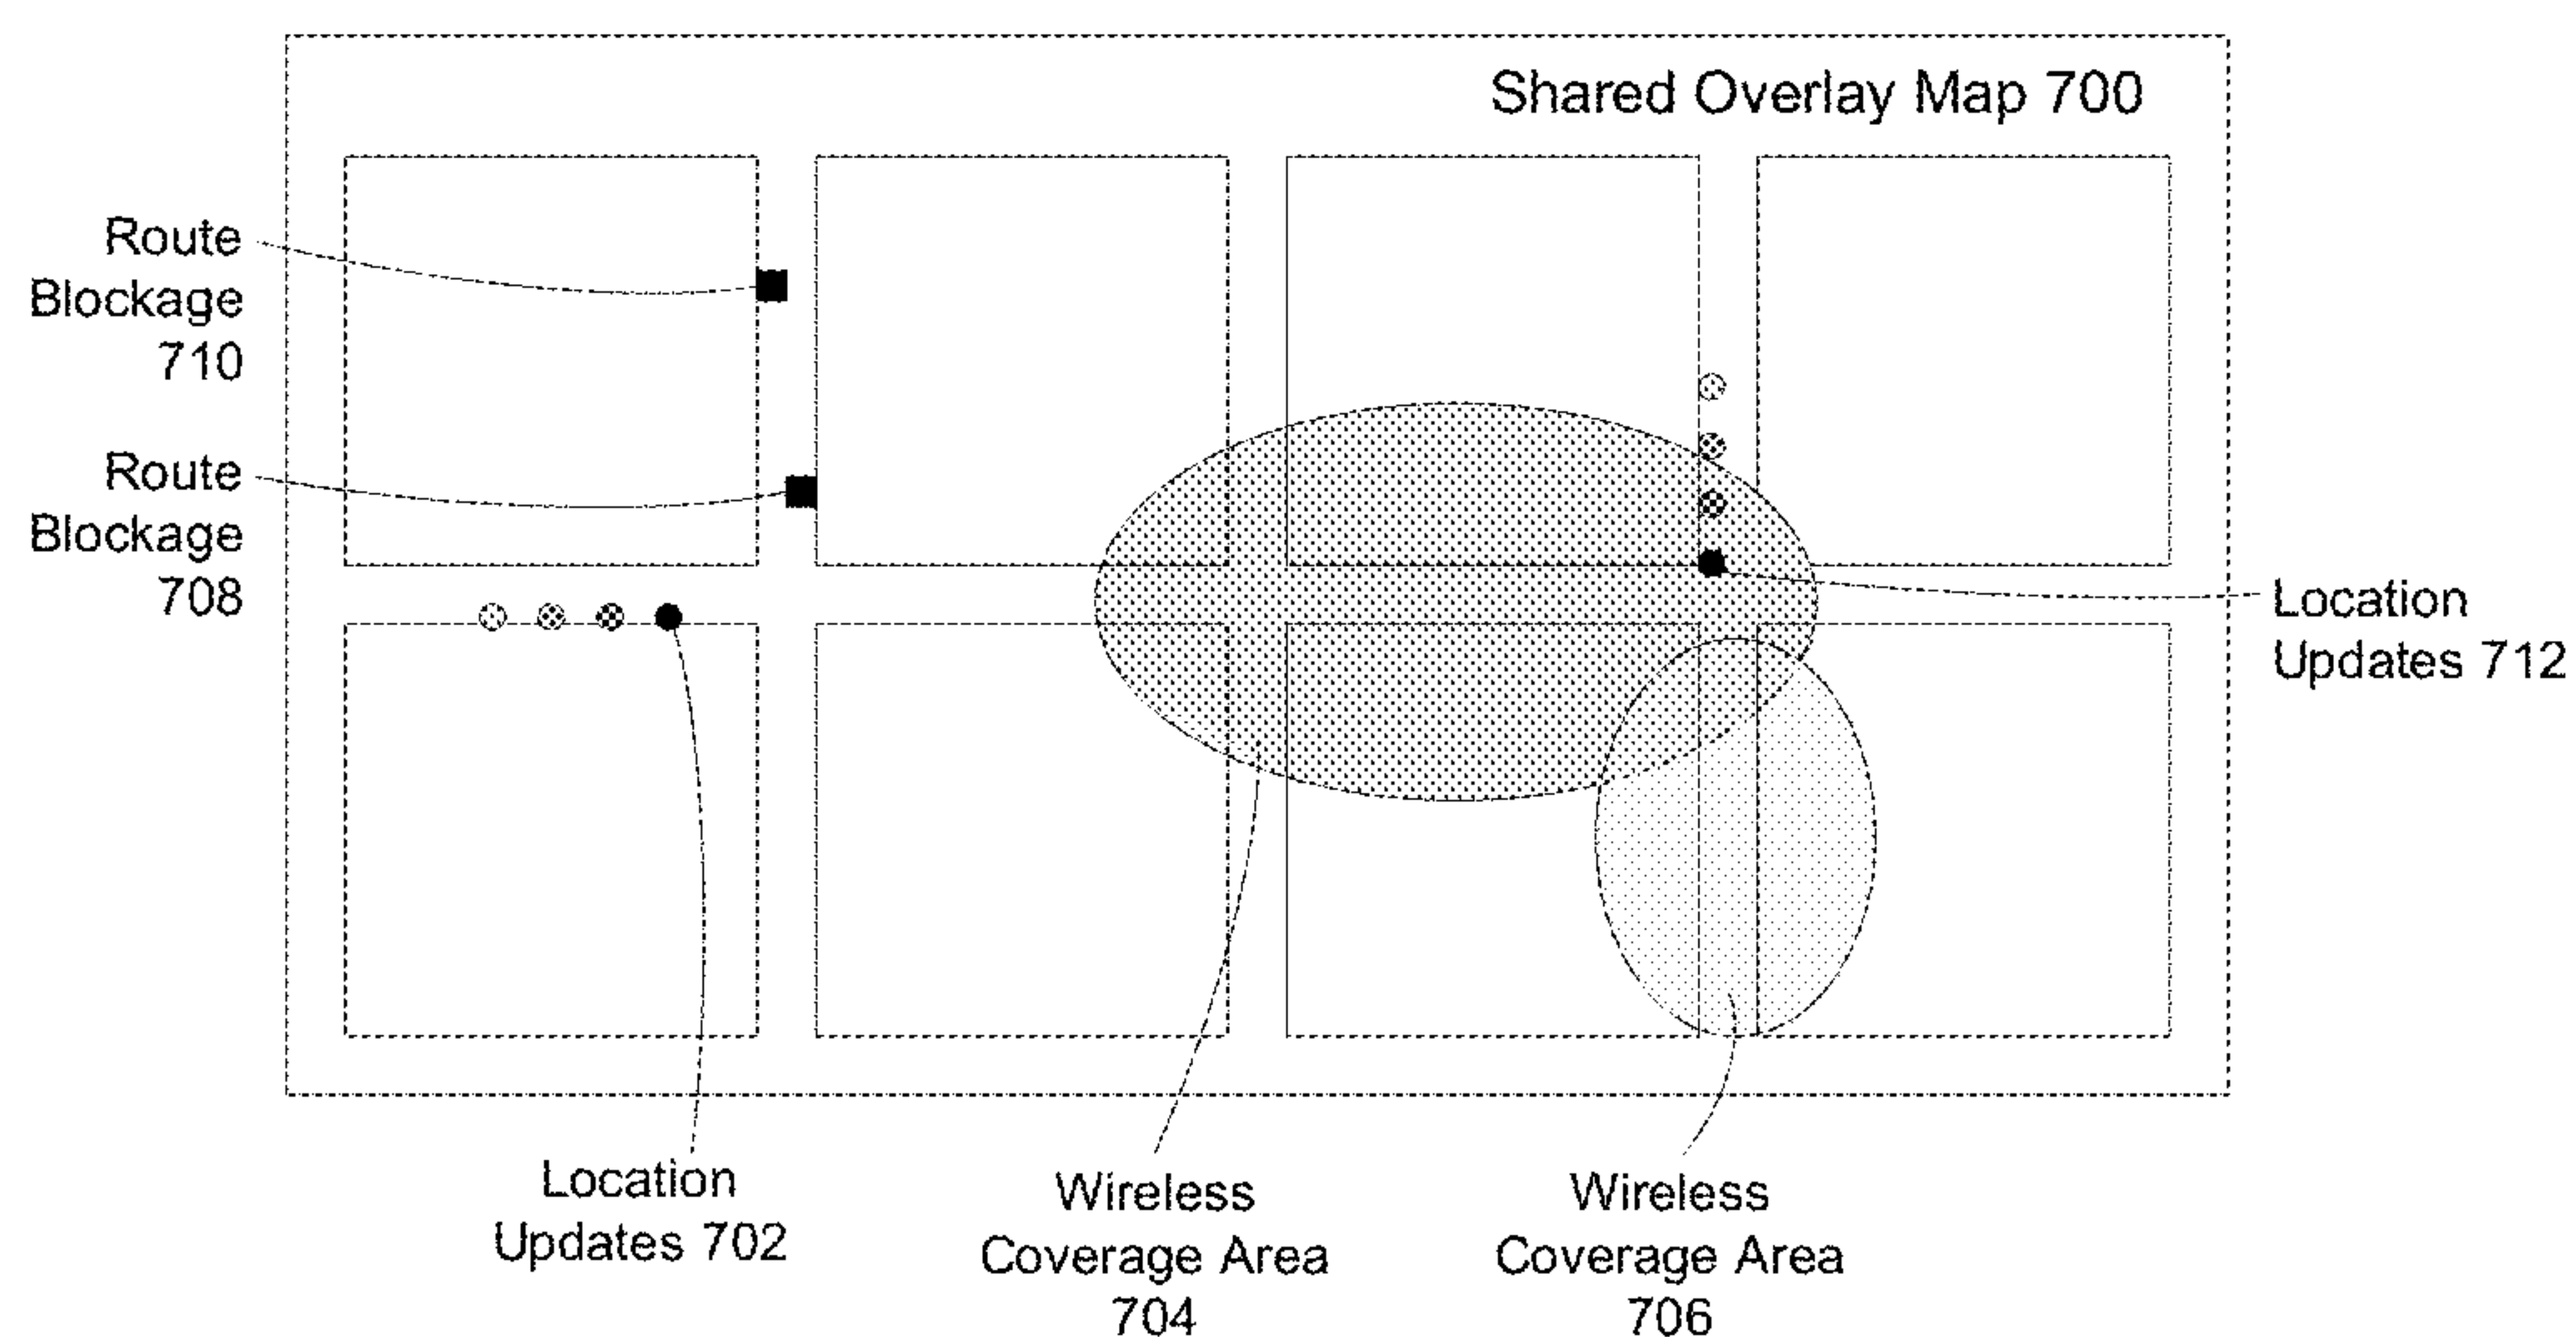 Shared Overlay Map 700
Route
Blockage
710
Route
Blockage
708
Location
Updates 712
Location
Updates 702
Wireless
Coverage Area
704
Wireless
Coverage Area
706